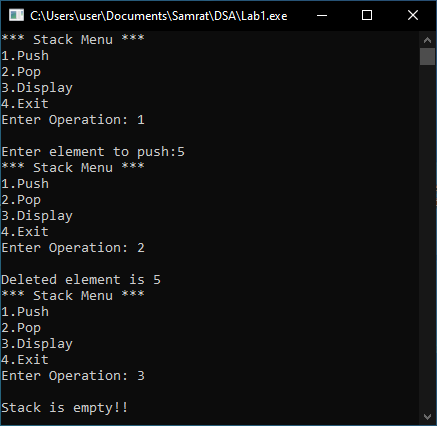 C:\Users\user\Documents\Samrat\DSA\Lab1.exe
*** Stack Menu ***
1.Push
2.Pop
3.Display
4.Exit
Enter Operation: 1
Enter element to push:5
*** Stack Menu ***
1.Push
2.Pop
3.Display
4.Exit
Enter Operation: 2
Deleted element is 5
*** Stack Menu ***
1.Push
2.Pop
3.Display
4.Exit
Enter Operation: 3
Stack is empty!!